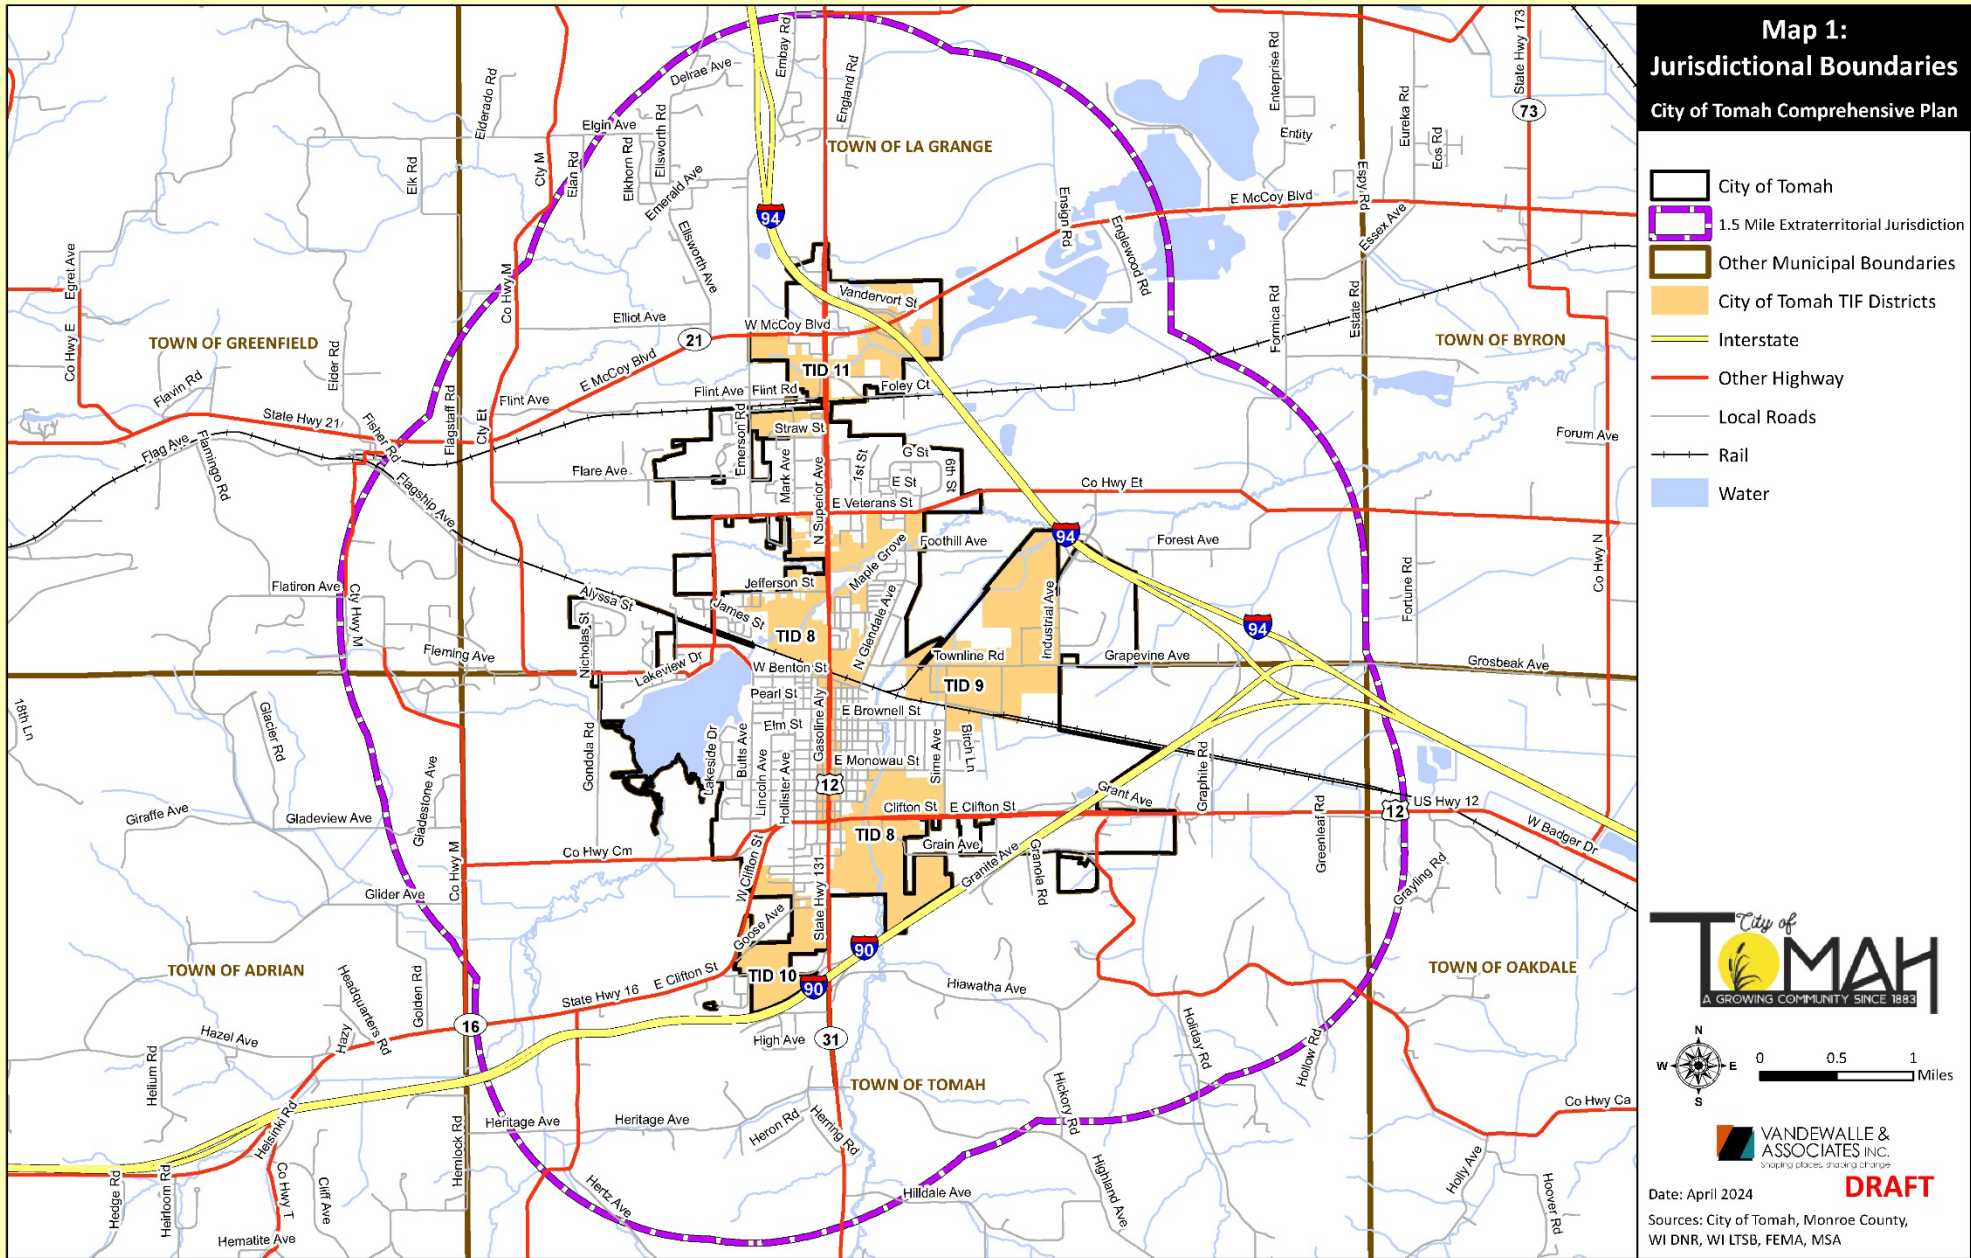 Map 1:
Jurisdictional Boundaries
City of Tomah Comprehensive Plan
City of Tomah
1.5 Mile Extraterritorial Jurisdiction
Other Municipal Boundaries
City of Tomah TIF Districts
Interstate
Other Highway
Local Roads
Rail
Water
City of
TOMAH
A GROWING COMMUNITY SINCE 1883
N
W E
S
0 0.5 1
Miles
VANDEWALLE &
ASSOCIATES INC.
Shaping places, shaping change
DRAFT
Date: April 2024
Sources: City of Tomah, Monroe County,
WI DNR, WI LTSB, FEMA, MSA
TOWN OF LA GRANGE
TOWN OF GREENFIELD
TOWN OF BYRON
TOWN OF ADRIAN
TOWN OF OAKDALE
TOWN OF TOMAH
TID 11
TID 8
TID 9
TID 8
TID 10
94
94
94
90
90
21
73
12
12
16
31
Embay Rd
Delrae Ave
England Rd
Enterprise Rd
Entity
Eureka Rd
Eos Rd
State Hwy 173
Elderado Rd
Elgin Ave
Ellsworth Rd
Elkhorn Rd
Elan Rd
Cty M
Elk Rd
Emerald Ave
Ellsworth Ave
Ensign Rd
Englewood Rd
E McCoy Blvd
Espy Rd
Essex Ave
Egret Ave
Co Hwy E
Co Hwy M
Elliot Ave
W McCoy Blvd
Vandervort St
E McCoy Blvd
Elder Rd
Flavin Rd
State Hwy 21
Fisher Rd
Flagstaff Rd
Cty Et
Flint Ave
Flint Ave
Flint Rd
Foley Ct
Formica Rd
Estate Rd
Forum Ave
Flag Ave
Flamingo Rd
Flagship Ave
Flare Ave
Emerson Rd
Straw St
Mark Ave
N Superior Ave
1st St
G St
E St
6th St
E Veterans St
Co Hwy Et
Foothill Ave
Forest Ave
Maple Grove
Jefferson St
James St
Alyssa St
Nicholas St
N Glendale Ave
Industrial Ave
Fortune Rd
Co Hwy N
Flatiron Ave
Cty Hwy M
Fleming Ave
Lakeview Dr
W Benton St
Townline Rd
Grapevine Ave
Grosbeak Ave
Pearl St
Elm St
E Brownell St
Gasoline Aly
E Monowau St
Sime Ave
Birch Ln
Gondola Rd
Lakeside Dr
Butts Ave
Lincoln Ave
Hollister Ave
18th Ln
Glacier Rd
Giraffe Ave
Gladeview Ave
Gladestone Ave
Co Hwy M
Co Hwy Cm
Clifton St
E Clifton St
Grain Ave
Grant Ave
Graphite Rd
Greenleaf Rd
US Hwy 12
W Badger Dr
Grayling Rd
Granite Ave
Granola Rd
W Clifton St
State Hwy 131
Goose Ave
Glider Ave
Golden Rd
Headquarters Rd
Hazy
Hazel Ave
Helium Rd
State Hwy 16
E Clifton St
High Ave
Hiawatha Ave
Holiday Rd
Hollow Rd
Hickory Rd
Heritage Ave
Heritage Ave
Heron Rd
Herring Rd
Hemlock Rd
Helsinki Rd
Hedge Rd
Heirloom Rd
Co Hwy T
Cliff Ave
Hematite Ave
Hertz Ave
Hilldale Ave
Highland Ave
Holly Ave
Hoover Rd
Co Hwy Ca